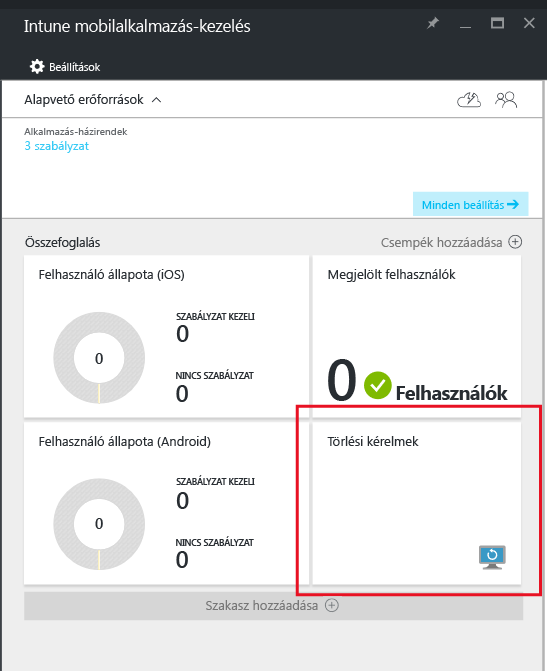 Intune mobilalkalmazás-kezelés
Beállítások
Alapvető erőforrások
Alkalmazás-házirendek
3 szabályzat
Minden beállítás
Összefoglalás
Csempék hozzáadása
Felhasználó állapota (iOS)
0
SZABÁLYZAT KEZELI
0
NINCS SZABÁLYZAT
0
Megjelölt felhasználók
0 Felhasználók
Felhasználó állapota (Android)
0
SZABÁLYZAT KEZELI
0
NINCS SZABÁLYZAT
0
Törlési kérelmek
Szakasz hozzáadása